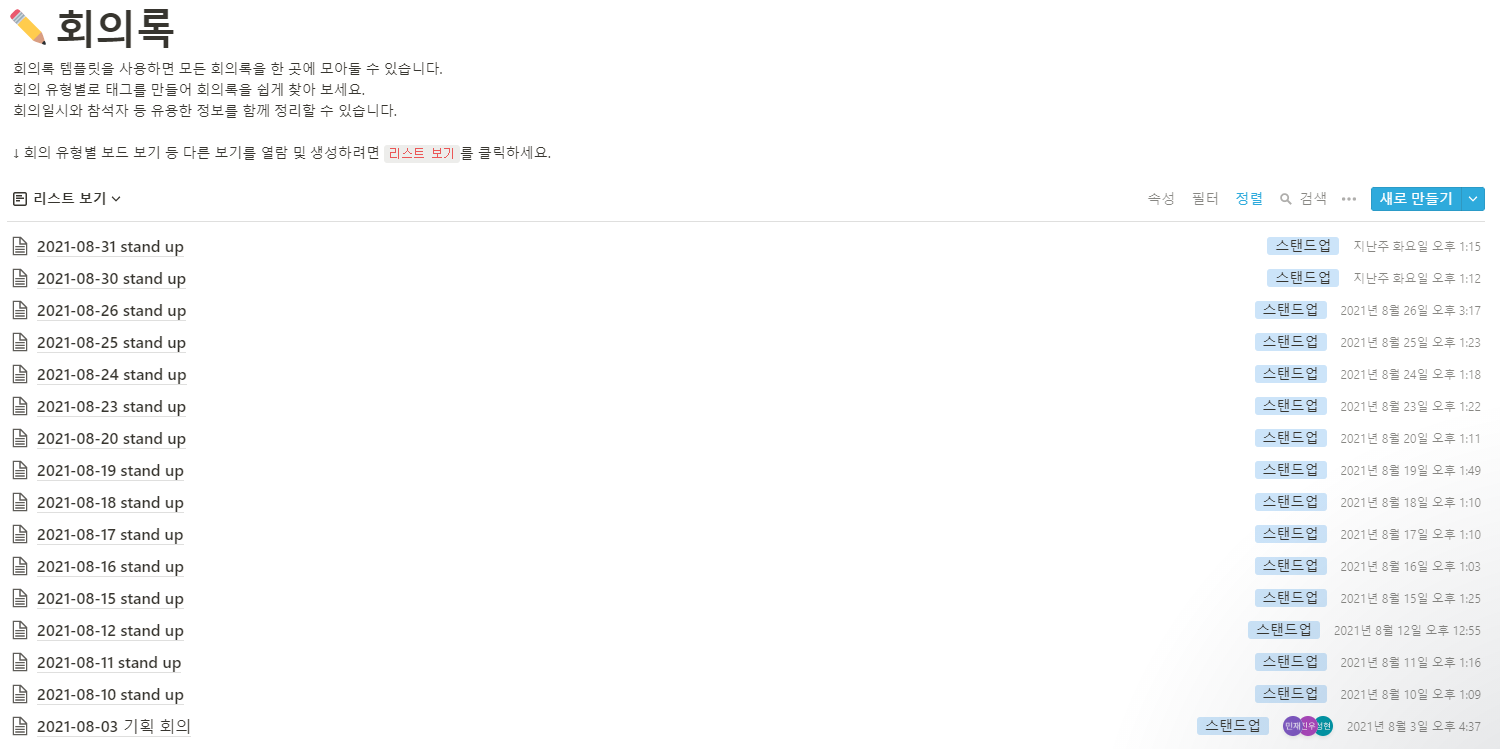 회의록
회의록 템플릿을 사용하면 모든 회의록을 한 곳에 모아둘 수 있습니다.
회의 유형별로 태그를 만들어 회의록을 쉽게 찾아 보세요.
회의일시와 참석자 등 유용한 정보를 함께 정리할 수 있습니다.
↓ 회의 유형별 보드 보기 등 다른 보기를 열람 및 생성하려면 리스트 보기를 클릭하세요.
리스트 보기 속성 필터 정렬 검색 ••• 새로 만들기
2021-08-31 stand up 스탠드업 지난주 화요일 오후 1:15
2021-08-30 stand up 스탠드업 지난주 화요일 오후 1:12
2021-08-26 stand up 스탠드업 2021년 8월 26일 오후 3:17
2021-08-25 stand up 스탠드업 2021년 8월 25일 오후 1:23
2021-08-24 stand up 스탠드업 2021년 8월 24일 오후 1:18
2021-08-23 stand up 스탠드업 2021년 8월 23일 오후 1:22
2021-08-20 stand up 스탠드업 2021년 8월 20일 오후 1:11
2021-08-19 stand up 스탠드업 2021년 8월 19일 오후 1:49
2021-08-18 stand up 스탠드업 2021년 8월 18일 오후 1:10
2021-08-17 stand up 스탠드업 2021년 8월 17일 오후 1:10
2021-08-16 stand up 스탠드업 2021년 8월 16일 오후 1:03
2021-08-15 stand up 스탠드업 2021년 8월 15일 오후 1:25
2021-08-12 stand up 스탠드업 2021년 8월 12일 오후 12:55
2021-08-11 stand up 스탠드업 2021년 8월 11일 오후 1:16
2021-08-10 stand up 스탠드업 2021년 8월 10일 오후 1:09
2021-08-03 기획 회의 스탠드업 2021년 8월 3일 오후 4:37